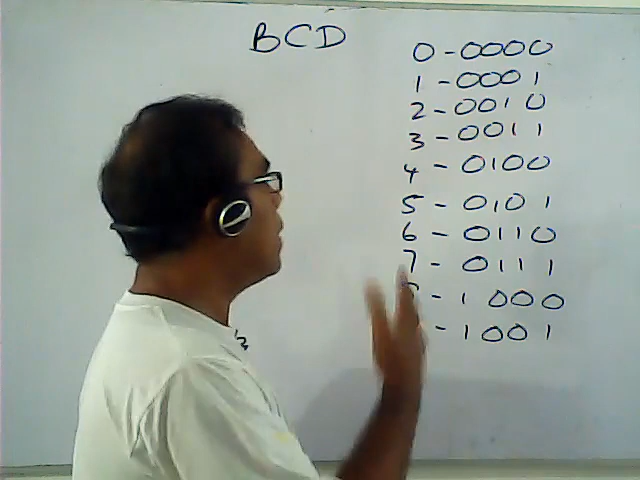 BCD
0 - 0000
1 - 0001
2 - 0010
3 - 0011
4 - 0100
5 - 0101
6 - 0110
7 - 0111
- 1000
- 1001